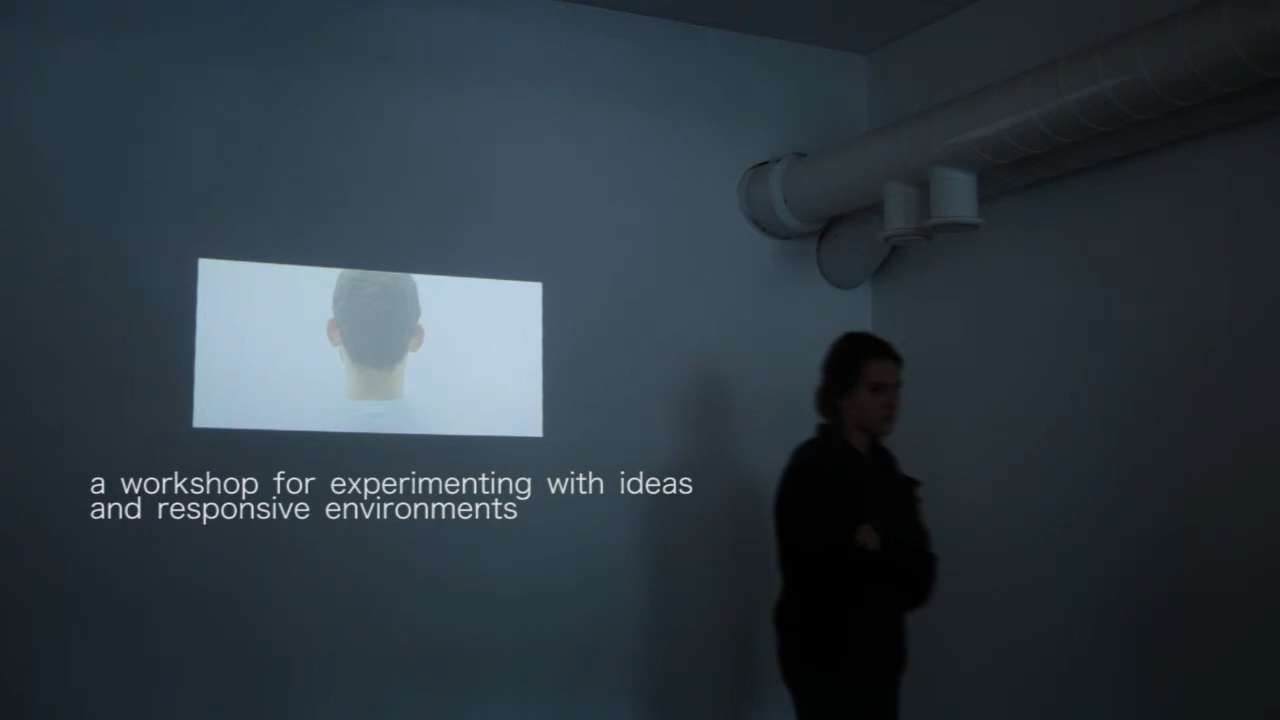 a workshop for experimenting with ideas
and responsive environments